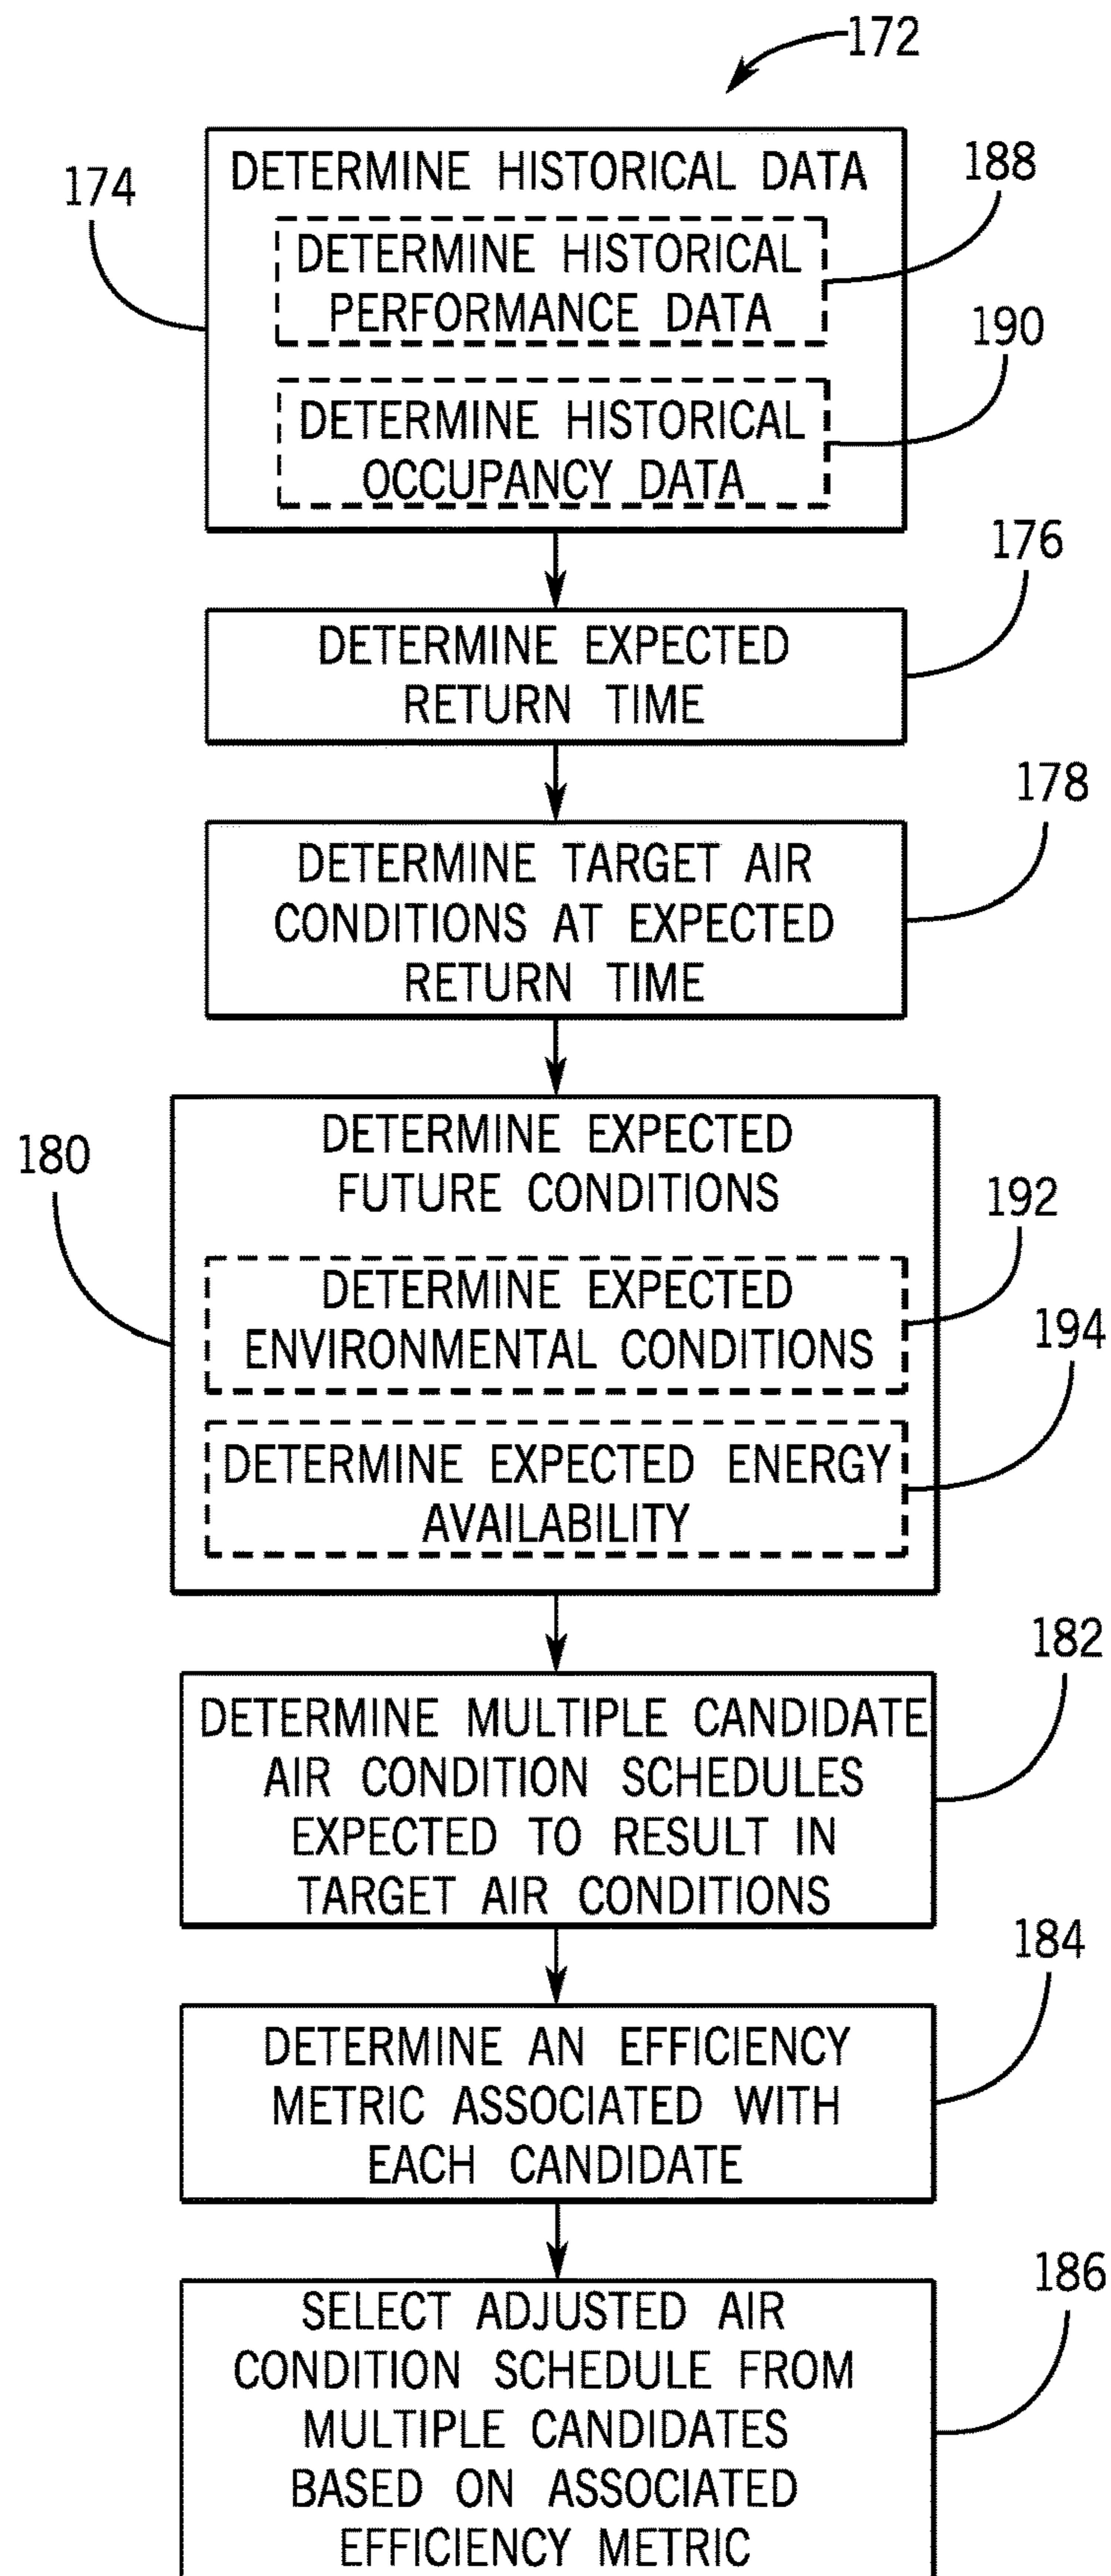 172
174
DETERMINE HISTORICAL DATA
188
DETERMINE HISTORICAL
PERFORMANCE DATA
190
DETERMINE HISTORICAL
OCCUPANCY DATA
176
DETERMINE EXPECTED
RETURN TIME
178
DETERMINE TARGET AIR
CONDITIONS AT EXPECTED
RETURN TIME
180
DETERMINE EXPECTED
FUTURE CONDITIONS
192
DETERMINE EXPECTED
ENVIRONMENTAL CONDITIONS
194
DETERMINE EXPECTED ENERGY
AVAILABILITY
182
DETERMINE MULTIPLE CANDIDATE
AIR CONDITION SCHEDULES
EXPECTED TO RESULT IN
TARGET AIR CONDITIONS
184
DETERMINE AN EFFICIENCY
METRIC ASSOCIATED WITH
EACH CANDIDATE
186
SELECT ADJUSTED AIR
CONDITION SCHEDULE FROM
MULTIPLE CANDIDATES
BASED ON ASSOCIATED
EFFICIENCY METRIC